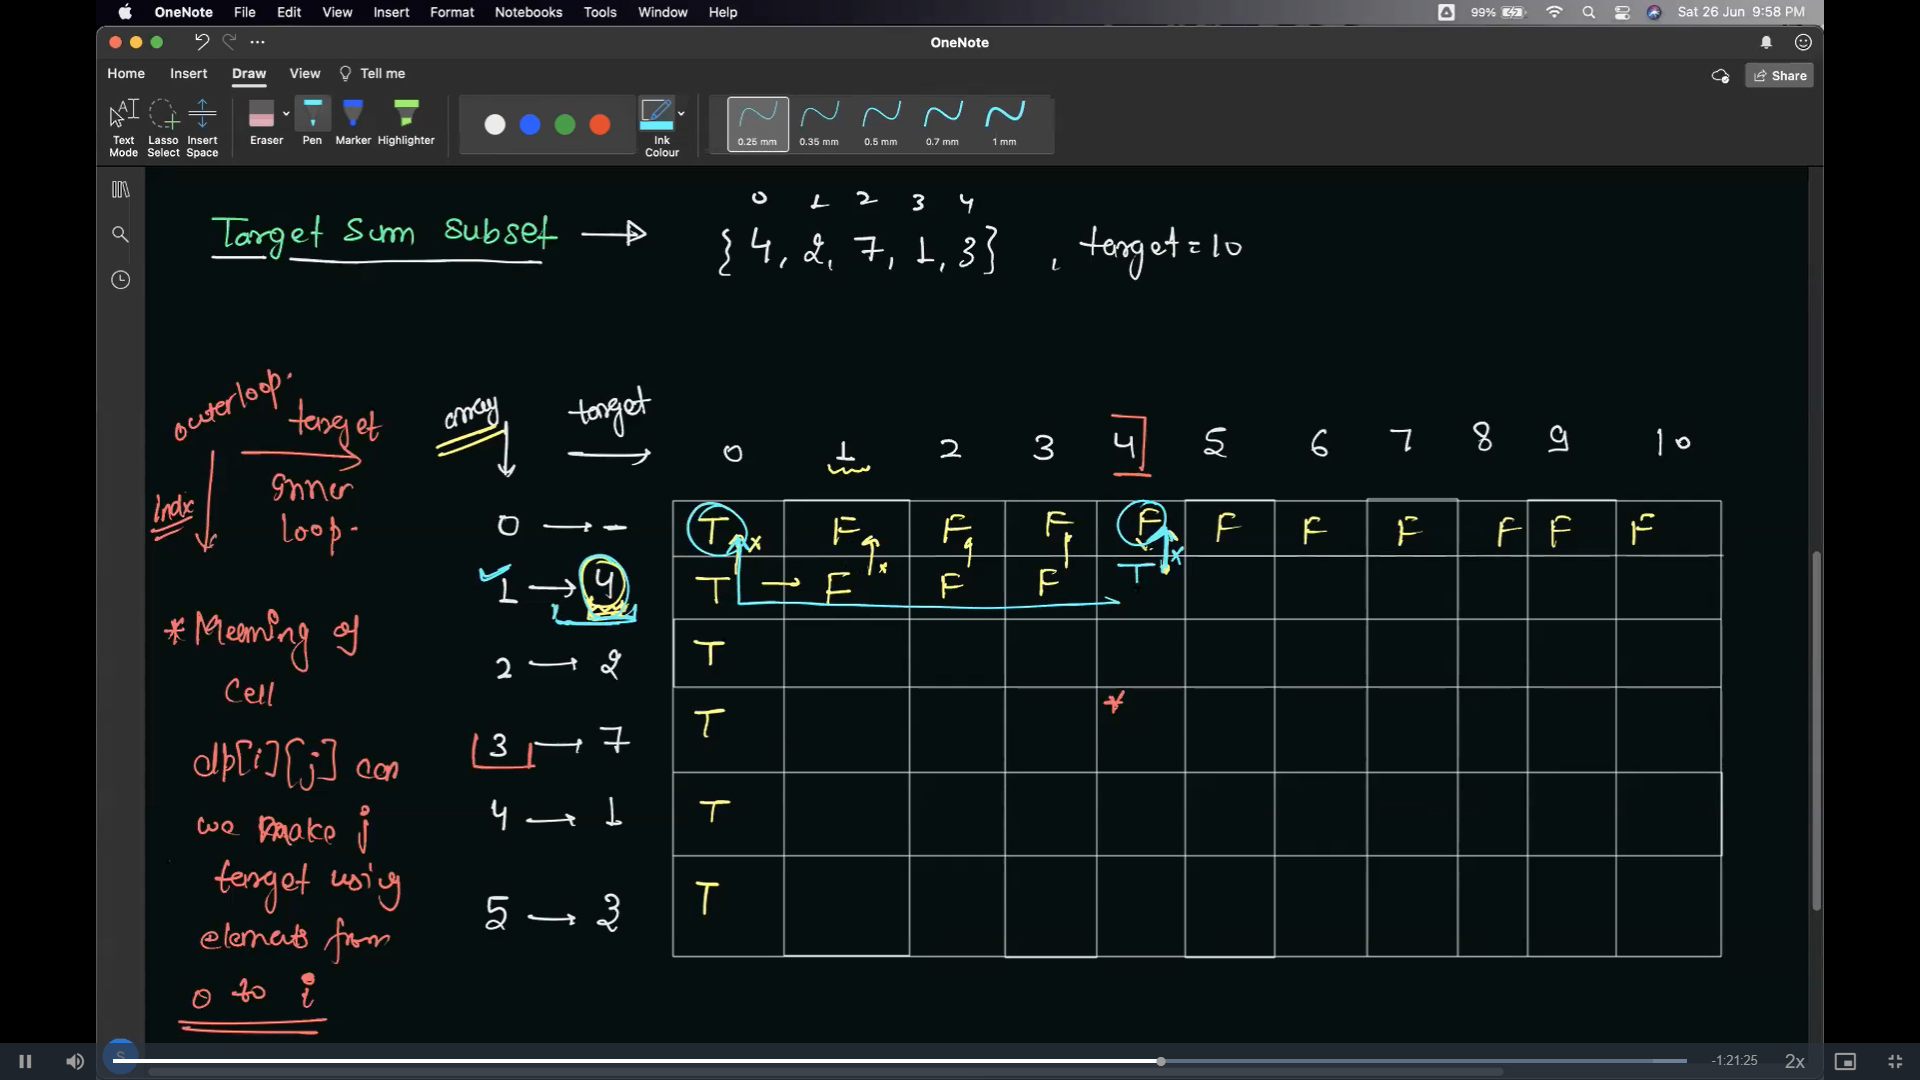 OneNote File Edit View Insert Format Notebooks Tools Window Help 99% Sat 26 Jun 9:58 PM
OneNote
Home Insert Draw View Tell me Share
Text Mode Lasso Select Insert Space Eraser Pen Marker Highlighter Ink Colour 0.25 mm 0.35 mm 0.5 mm 0.7 mm 1 mm
0 1 2 3 4
Target Sum Subset → {4, 2, 7, 1, 3} , target = 10
outerloop. target
Inner
loop.
Indx
array target 0 1 2 3 4 5 6 7 8 9 10
0 → - T x F F F F F F F F F F
1 → 4 T → F x F F T x
2 → 2 T
3 → 7 T *
4 → 1 T
5 → 3 T
* Meaning of
Cell
dp[i][j] can
we make j
target using
elements from
0 to i
S -1:21:25 2x